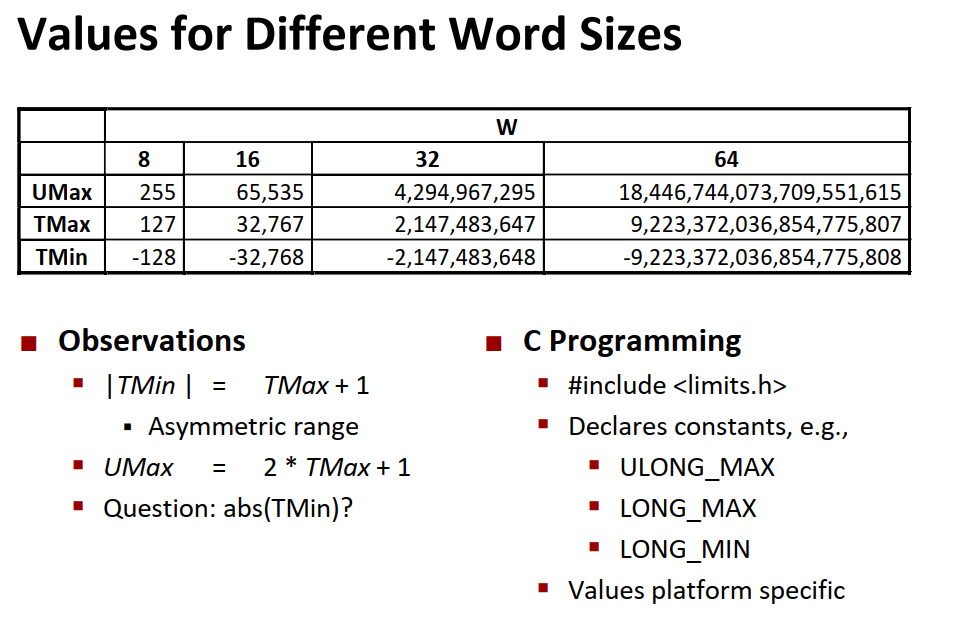 Values for Different Word Sizes
W
8 16 32 64
UMax 255 65,535 4,294,967,295 18,446,744,073,709,551,615
TMax 127 32,767 2,147,483,647 9,223,372,036,854,775,807
TMin -128 -32,768 -2,147,483,648 -9,223,372,036,854,775,808
Observations
|TMin | = TMax + 1
Asymmetric range
UMax = 2 * TMax + 1
Question: abs(TMin)?
C Programming
#include <limits.h>
Declares constants, e.g.,
ULONG_MAX
LONG_MAX
LONG_MIN
Values platform specific